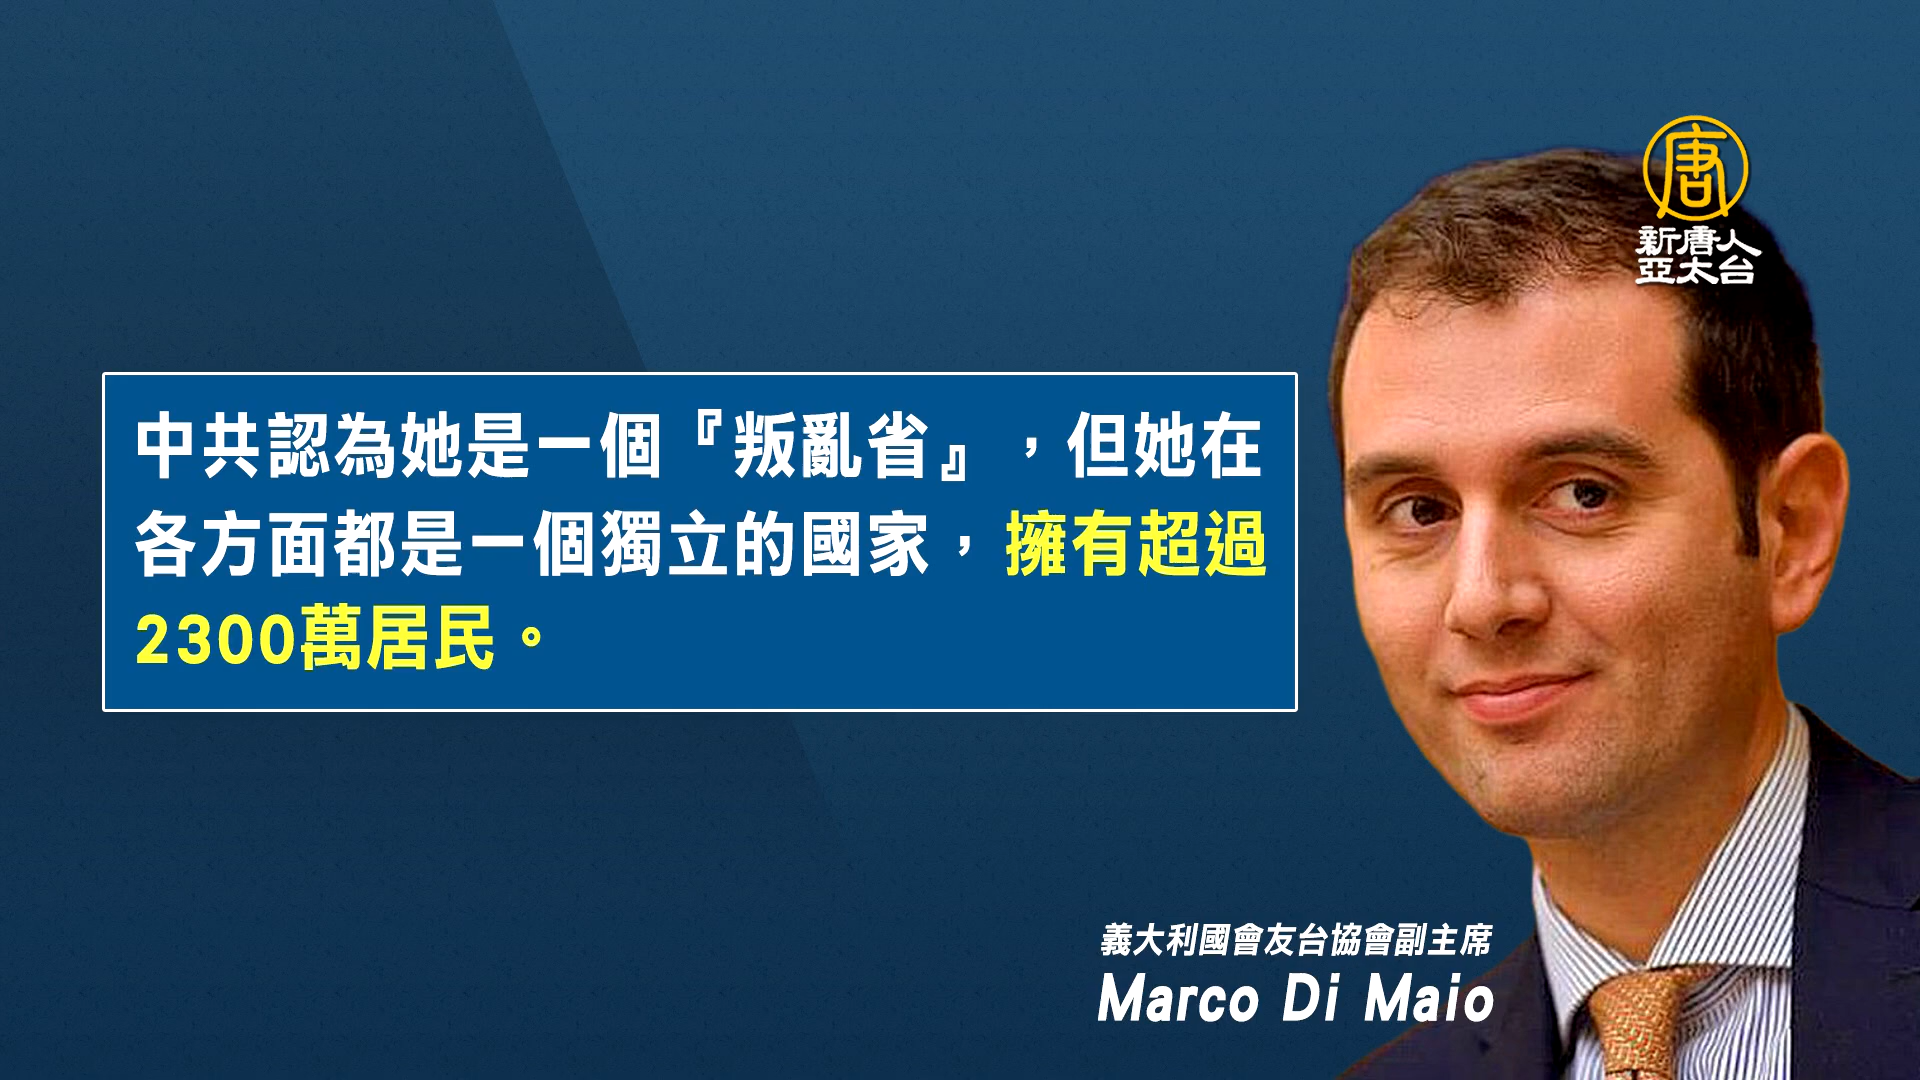 唐
新唐人
亞太台
中共認為她是一個『叛亂省』，但她在
各方面都是一個獨立的國家，擁有超過
2300萬居民。
義大利國會友台協會副主席
Marco Di Maio